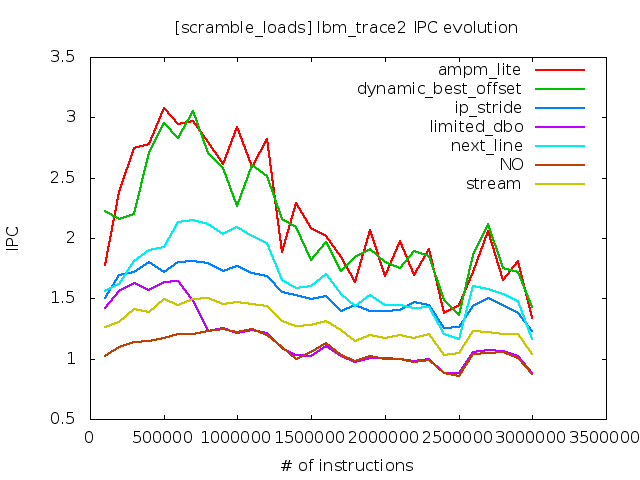 [scramble_loads] lbm_trace2 IPC evolution
3.5
3
2.5
2
1.5
1
0.5
IPC
ampm_lite
dynamic_best_offset
ip_stride
limited_dbo
next_line
NO
stream
0 500000 1000000 1500000 2000000 2500000 3000000 3500000
# of instructions